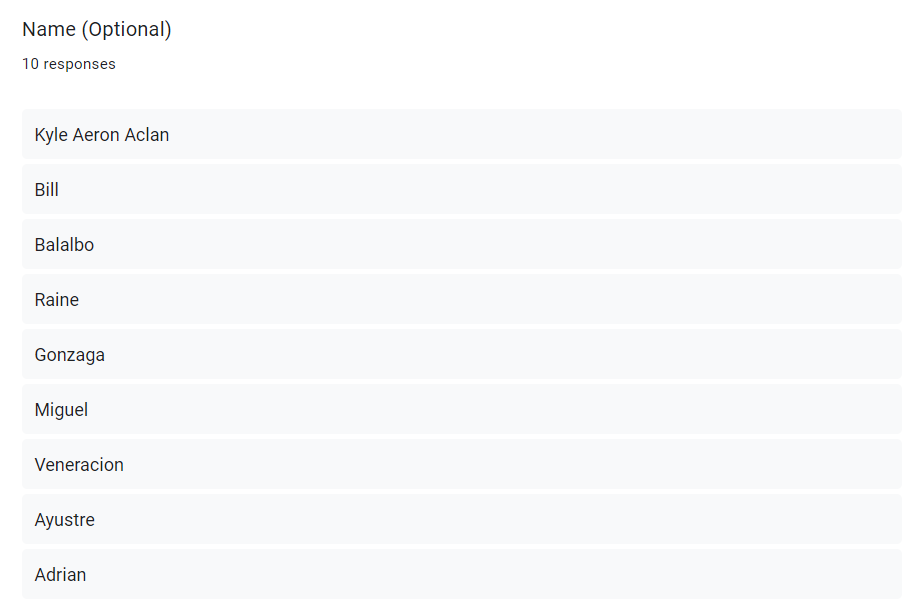 Name (Optional)
10 responses
Kyle Aeron Aclan
Bill
Balalbo
Raine
Gonzaga
Miguel
Veneracion
Ayustre
Adrian